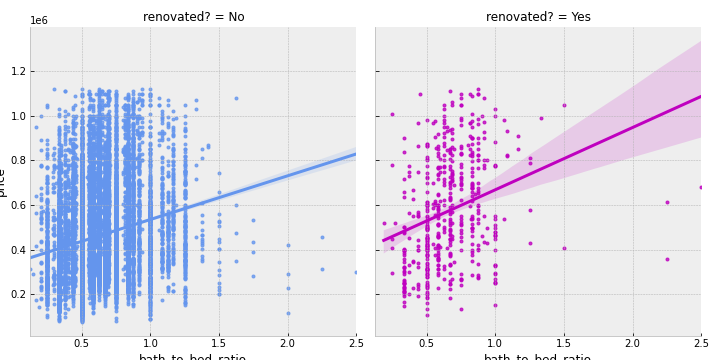 renovated? = No
renovated? = Yes
1e6
1.2
1.0
0.8
0.6
0.4
0.2
price
0.5 1.0 1.5 2.0 2.5
0.5 1.0 1.5 2.0 2.5
bath_to_bed_ratio
bath_to_bed_ratio